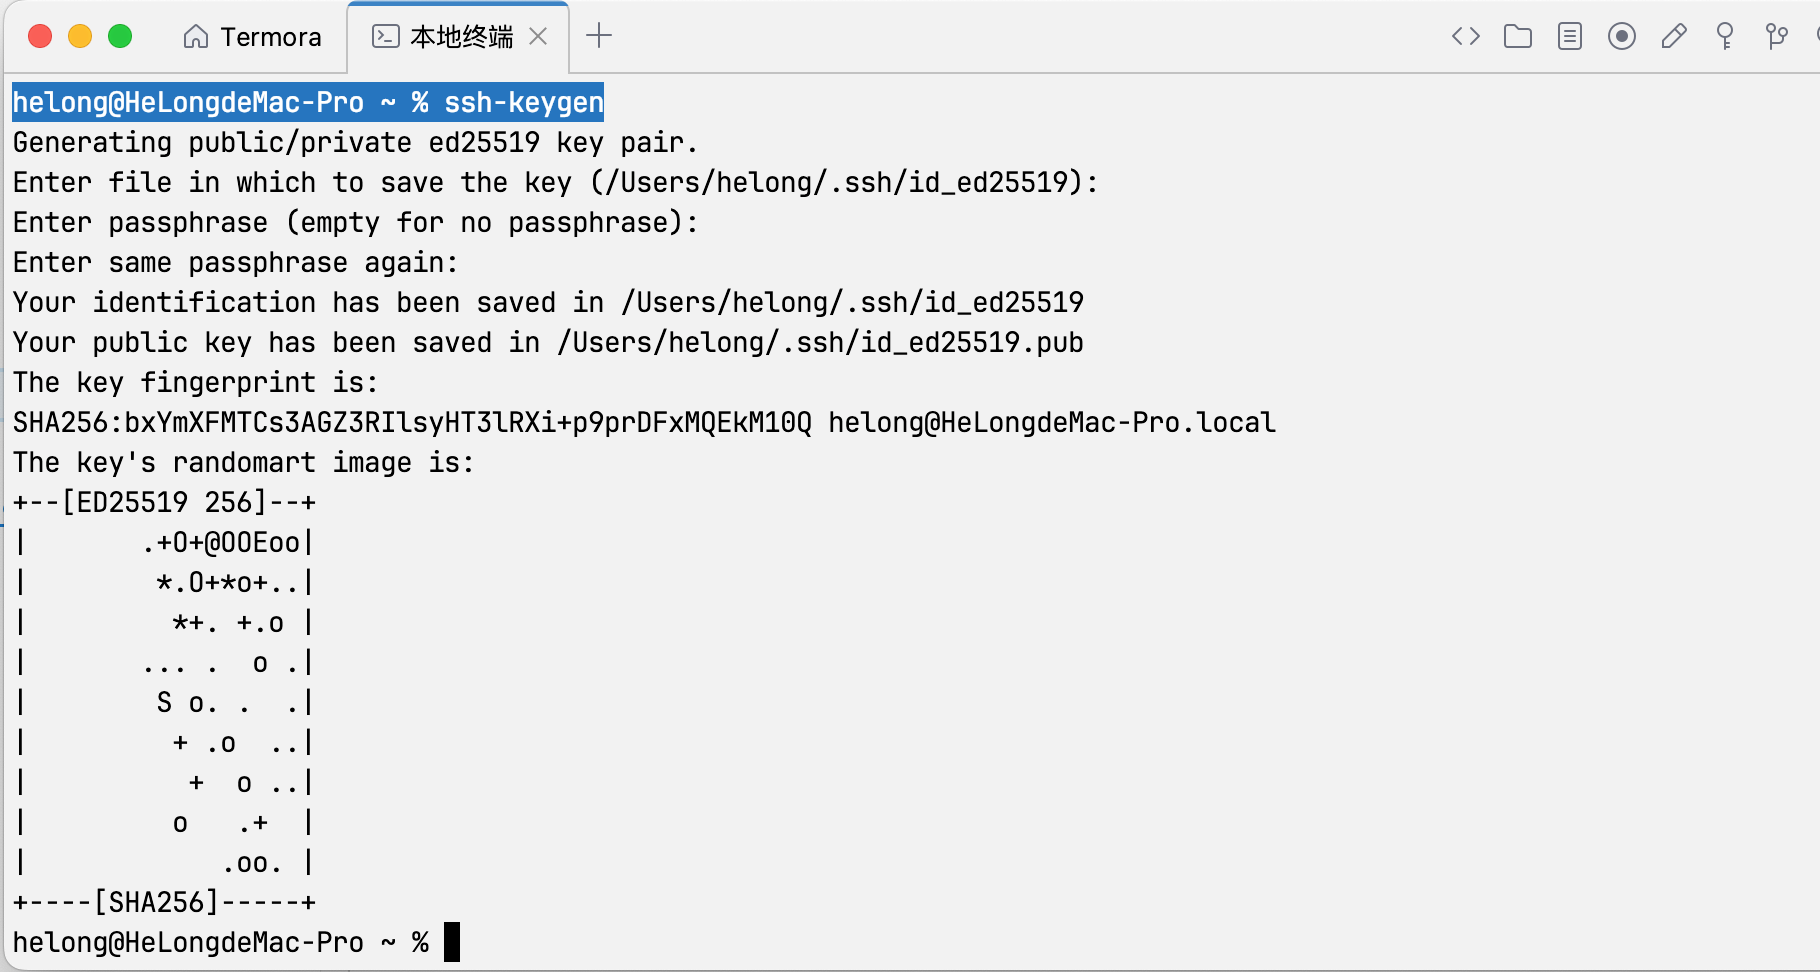 Termora 本地终端
helong@HeLongdeMac-Pro ~ % ssh-keygen
Generating public/private ed25519 key pair.
Enter file in which to save the key (/Users/helong/.ssh/id_ed25519):
Enter passphrase (empty for no passphrase):
Enter same passphrase again:
Your identification has been saved in /Users/helong/.ssh/id_ed25519
Your public key has been saved in /Users/helong/.ssh/id_ed25519.pub
The key fingerprint is:
SHA256:bxYmXFMTCs3AGZ3RIlsyHT3lRXi+p9prDFxMQEkM10Q helong@HeLongdeMac-Pro.local
The key's randomart image is:
+--[ED25519 256]--+
|       .+O+@OOEoo|
|        *.O+*o+..|
|         *+. +.o |
|       ... .  o .|
|        S o. .  .|
|         + .o  ..|
|          +  o ..|
|         o   .+  |
|            .oo. |
+----[SHA256]-----+
helong@HeLongdeMac-Pro ~ %